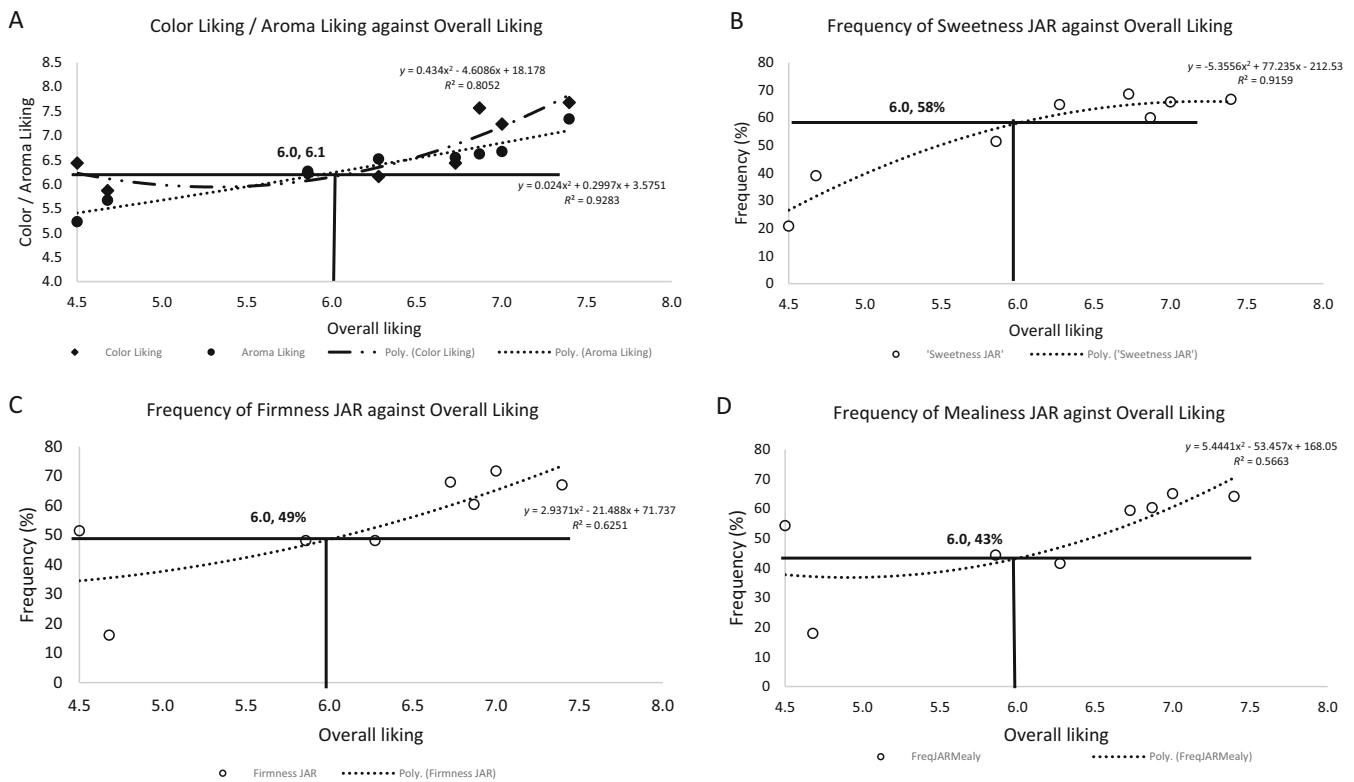 A
Color Liking / Aroma Liking against Overall Liking
8.5
8.0
7.5
7.0
6.5
6.0
5.5
5.0
4.5
4.0
Color / Aroma Liking
y = 0.434x² - 4.6086x + 18.178
R² = 0.8052
6.0, 6.1
y = 0.024x² + 0.2997x + 3.5751
R² = 0.9283
4.5 5.0 5.5 6.0 6.5 7.0 7.5 8.0
Overall liking
Color Liking Aroma Liking Poly. (Color Liking) Poly. (Aroma Liking)
B
Frequency of Sweetness JAR against Overall Liking
80
70
60
50
40
30
20
10
0
Frequency (%)
y = -5.3556x² + 77.235x - 212.53
R² = 0.9159
6.0, 58%
4.5 5.0 5.5 6.0 6.5 7.0 7.5 8.0
Overall liking
'Sweetness JAR' Poly. ('Sweetness JAR')
C
Frequency of Firmness JAR against Overall Liking
80
70
60
50
40
30
20
10
0
Frequency (%)
6.0, 49%
y = 2.9371x² - 21.488x + 71.737
R² = 0.6251
4.5 5.0 5.5 6.0 6.5 7.0 7.5 8.0
Overall liking
Firmness JAR Poly. (Firmness JAR)
D
Frequency of Mealiness JAR aginst Overall Liking
80
70
60
50
40
30
20
10
0
Frequency (%)
y = 5.4441x² - 53.457x + 168.05
R² = 0.5663
6.0, 43%
4.5 5.0 5.5 6.0 6.5 7.0 7.5 8.0
Overall liking
FreqJARMealy Poly. (FreqJARMealy)